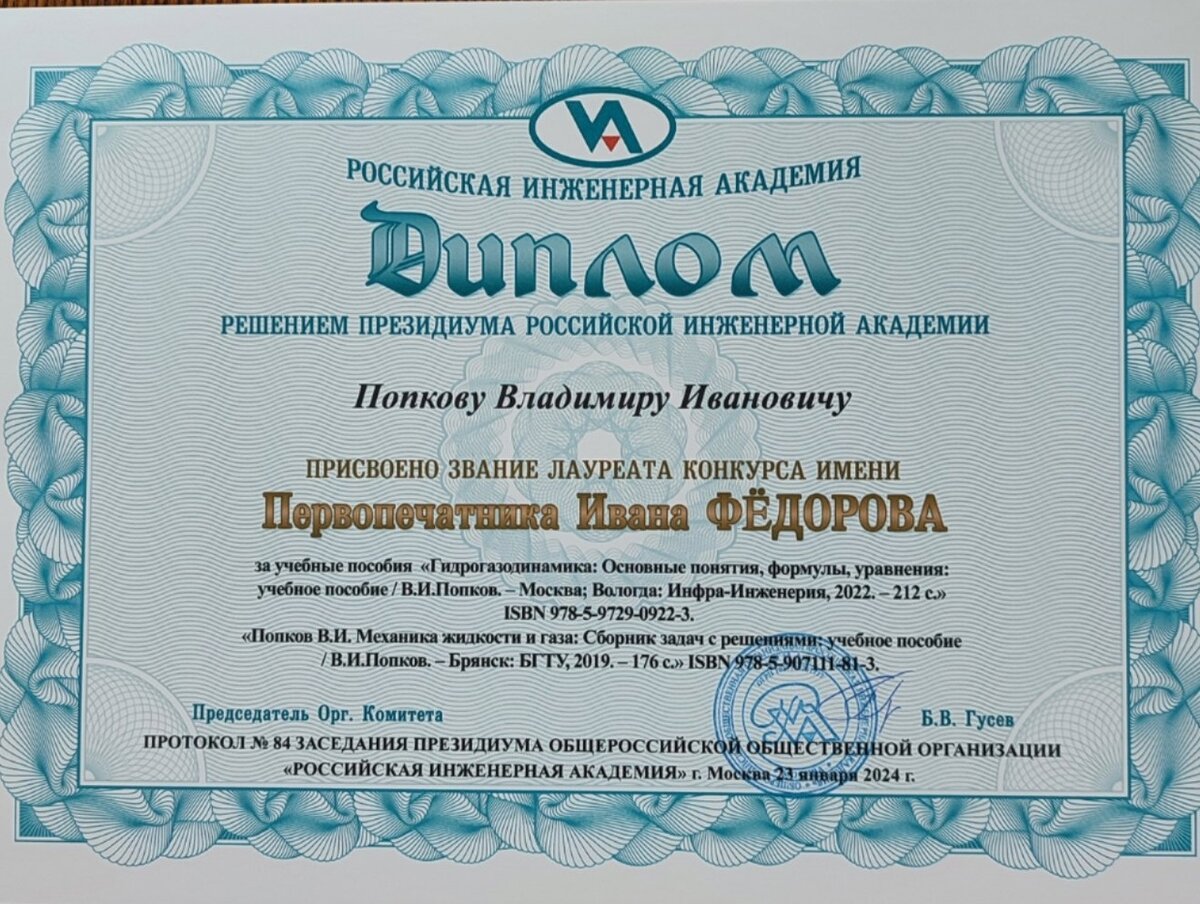 РОССИЙСКАЯ ИНЖЕНЕРНАЯ АКАДЕМИЯ
Диплом
РЕШЕНИЕМ ПРЕЗИДИУМА РОССИЙСКОЙ ИНЖЕНЕРНОЙ АКАДЕМИИ
Попкову Владимиру Ивановичу
ПРИСВОЕНО ЗВАНИЕ ЛАУРЕАТА КОНКУРСА ИМЕНИ
Первопечатника Ивана ФЁДОРОВА
за учебные пособия «Гидрогазодинамика: Основные понятия, формулы, уравнения:
учебное пособие / В.И.Попков. – Москва; Вологда: Инфра-Инженерия, 2022. – 212 с.»
ISBN 978-5-9729-0922-3.
«Попков В.И. Механика жидкости и газа: Сборник задач с решениями: учебное пособие
/ В.И.Попков. – Брянск: БГТУ, 2019. – 176 с.» ISBN 978-5-907111-81-3.
Председатель Орг. Комитета
Б.В. Гусев
ПРОТОКОЛ № 84 ЗАСЕДАНИЯ ПРЕЗИДИУМА ОБЩЕРОССИЙСКОЙ ОБЩЕСТВЕННОЙ ОРГАНИЗАЦИИ
«РОССИЙСКАЯ ИНЖЕНЕРНАЯ АКАДЕМИЯ» г. Москва 23 января 2024 г.